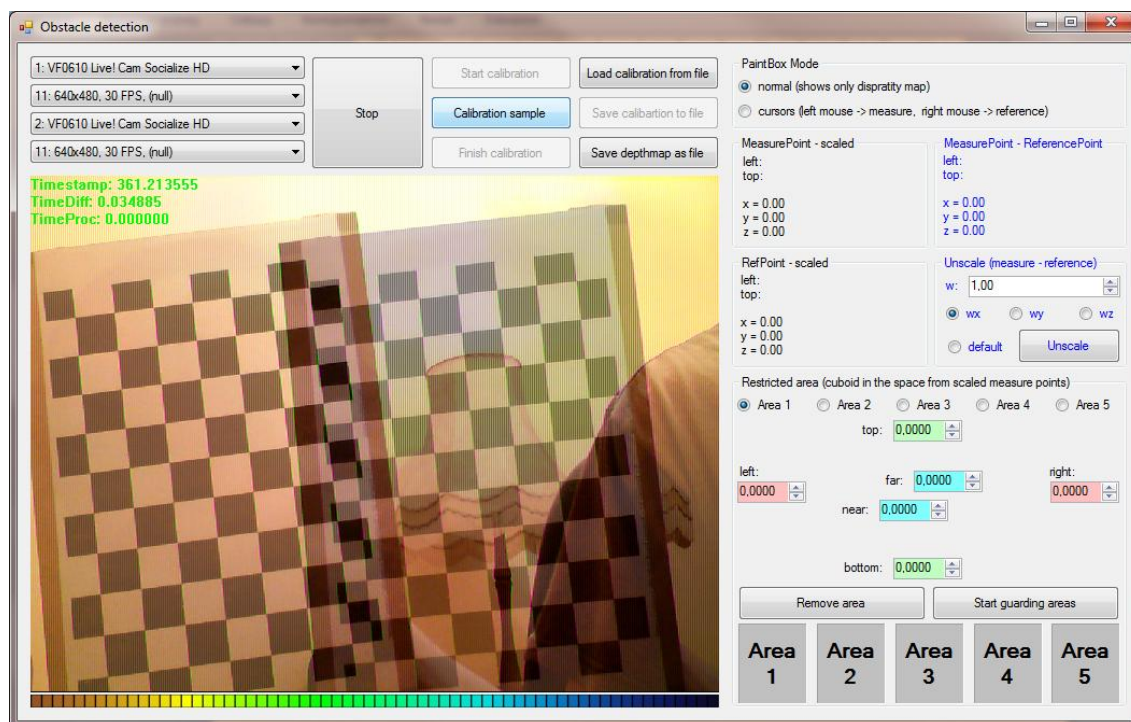 Obstacle detection
1: VF0610 Live! Cam Socialize HD
11: 640x480, 30 FPS, (null)
2: VF0610 Live! Cam Socialize HD
11: 640x480, 30 FPS, (null)
Stop
Start calibration
Calibration sample
Finish calibration
Load calibration from file
Save calibartion to file
Save depthmap as file
Timestamp: 361.213555
TimeDiff: 0.034885
TimeProc: 0.000000
PaintBox Mode
normal (shows only dispratity map)
cursors (left mouse -> measure, right mouse -> reference)
MeasurePoint - scaled
left:
top:
x = 0.00
y = 0.00
z = 0.00
MeasurePoint - ReferencePoint
left:
top:
x = 0.00
y = 0.00
z = 0.00
RefPoint - scaled
left:
top:
x = 0.00
y = 0.00
z = 0.00
Unscale (measure - reference)
w: 1,00
wx wy wz
default Unscale
Restricted area (cuboid in the space from scaled measure points)
Area 1 Area 2 Area 3 Area 4 Area 5
top: 0,0000
left: right:
far: 0,0000
0,0000 0,0000
near: 0,0000
bottom: 0,0000
Remove area Start guarding areas
Area 1
Area 2
Area 3
Area 4
Area 5